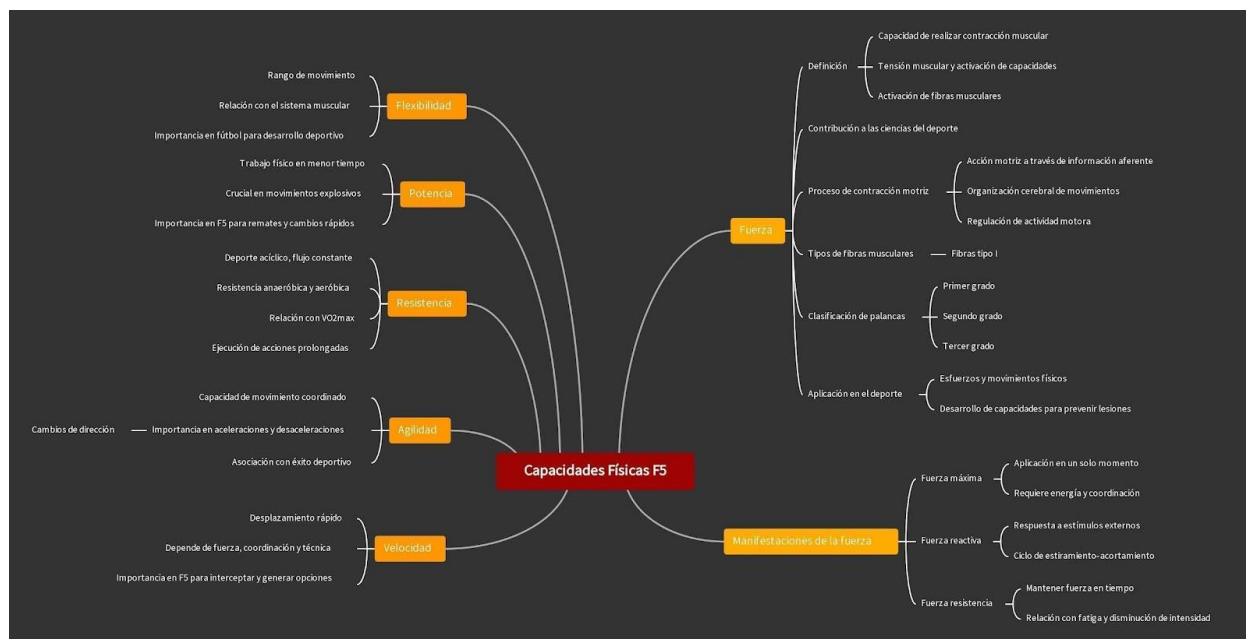 Capacidades Físicas F5
Fuerza
Definición
Capacidad de realizar contracción muscular
Tensión muscular y activación de capacidades
Activación de fibras musculares
Contribución a las ciencias del deporte
Proceso de contracción motriz
Acción motriz a través de información aferente
Organización cerebral de movimientos
Regulación de actividad motora
Tipos de fibras musculares
Fibras tipo I
Clasificación de palancas
Primer grado
Segundo grado
Tercer grado
Aplicación en el deporte
Esfuerzos y movimientos físicos
Desarrollo de capacidades para prevenir lesiones
Manifestaciones de la fuerza
Fuerza máxima
Aplicación en un solo momento
Requiere energía y coordinación
Fuerza reactiva
Respuesta a estímulos externos
Ciclo de estiramiento-acortamiento
Fuerza resistencia
Mantener fuerza en tiempo
Relación con fatiga y disminución de intensidad
Flexibilidad
Rango de movimiento
Relación con el sistema muscular
Importancia en fútbol para desarrollo deportivo
Potencia
Trabajo físico en menor tiempo
Crucial en movimientos explosivos
Importancia en F5 para remates y cambios rápidos
Resistencia
Deporte acíclico, flujo constante
Resistencia anaeróbica y aeróbica
Relación con VO2max
Ejecución de acciones prolongadas
Agilidad
Capacidad de movimiento coordinado
Importancia en aceleraciones y desaceleraciones
Cambios de dirección
Asociación con éxito deportivo
Velocidad
Desplazamiento rápido
Depende de fuerza, coordinación y técnica
Importancia en F5 para interceptar y generar opciones